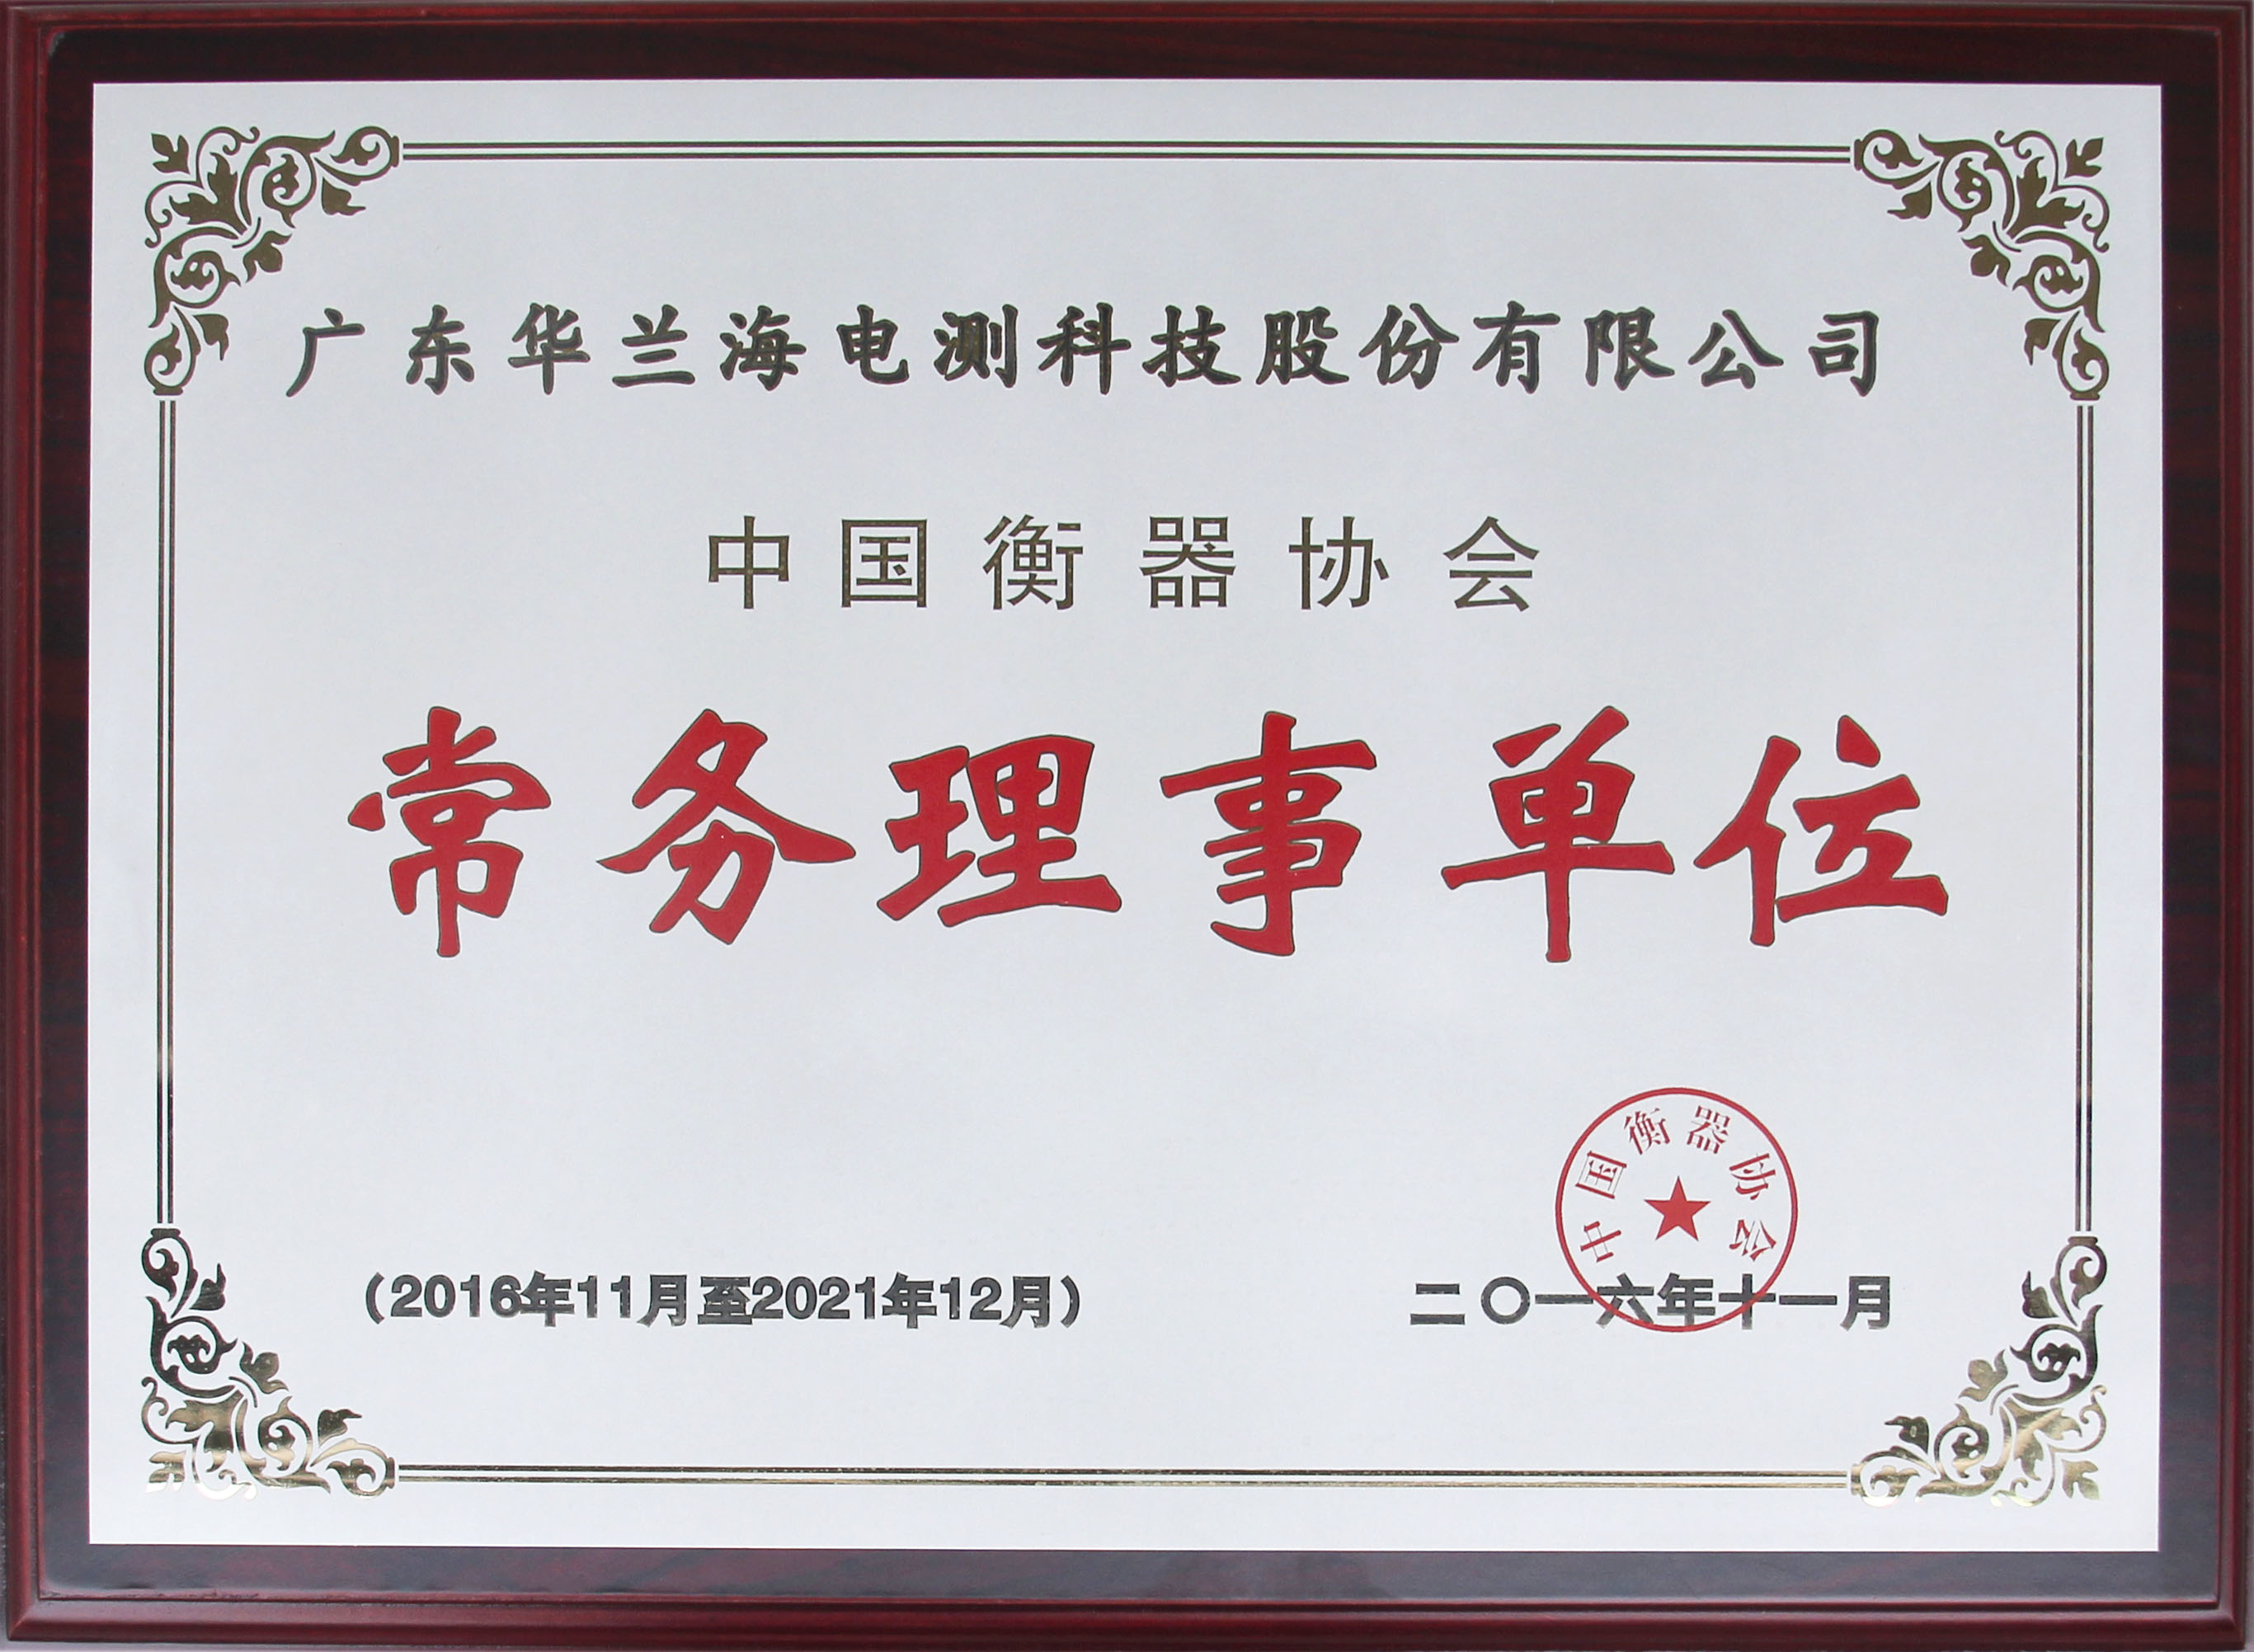 广东华兰海电测科技股份有限公司
中国衡器协会
常务理事单位
中国衡器协会
（2016年11月至2021年12月）
二〇一六年十一月